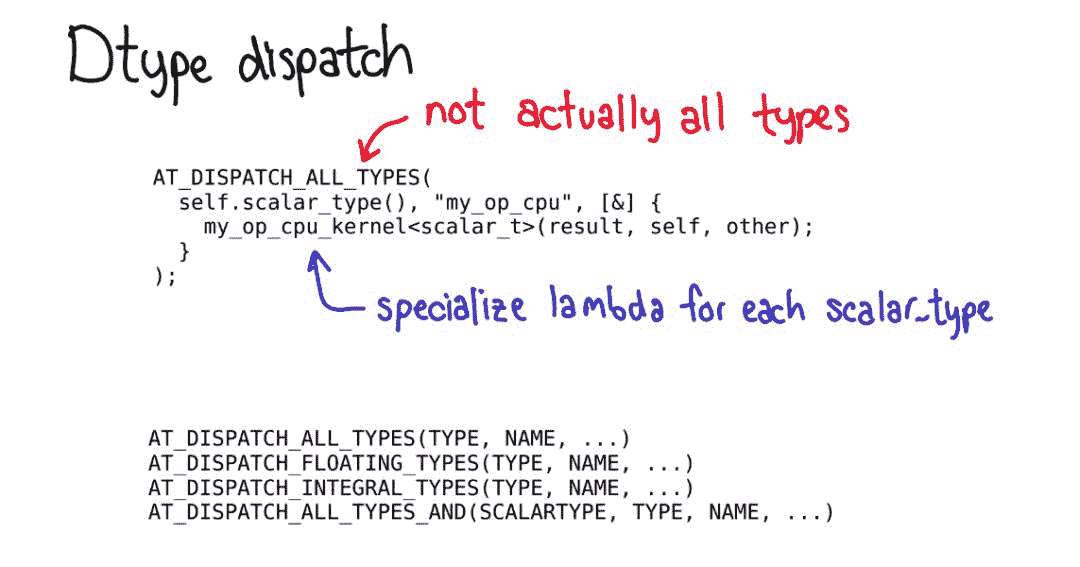 Dtype dispatch
not actually all types
AT_DISPATCH_ALL_TYPES(
  self.scalar_type(), "my_op_cpu", [&] {
    my_op_cpu_kernel<scalar_t>(result, self, other);
  }
);
specialize lambda for each scalar_type
AT_DISPATCH_ALL_TYPES(TYPE, NAME, ...)
AT_DISPATCH_FLOATING_TYPES(TYPE, NAME, ...)
AT_DISPATCH_INTEGRAL_TYPES(TYPE, NAME, ...)
AT_DISPATCH_ALL_TYPES_AND(SCALARTYPE, TYPE, NAME, ...)